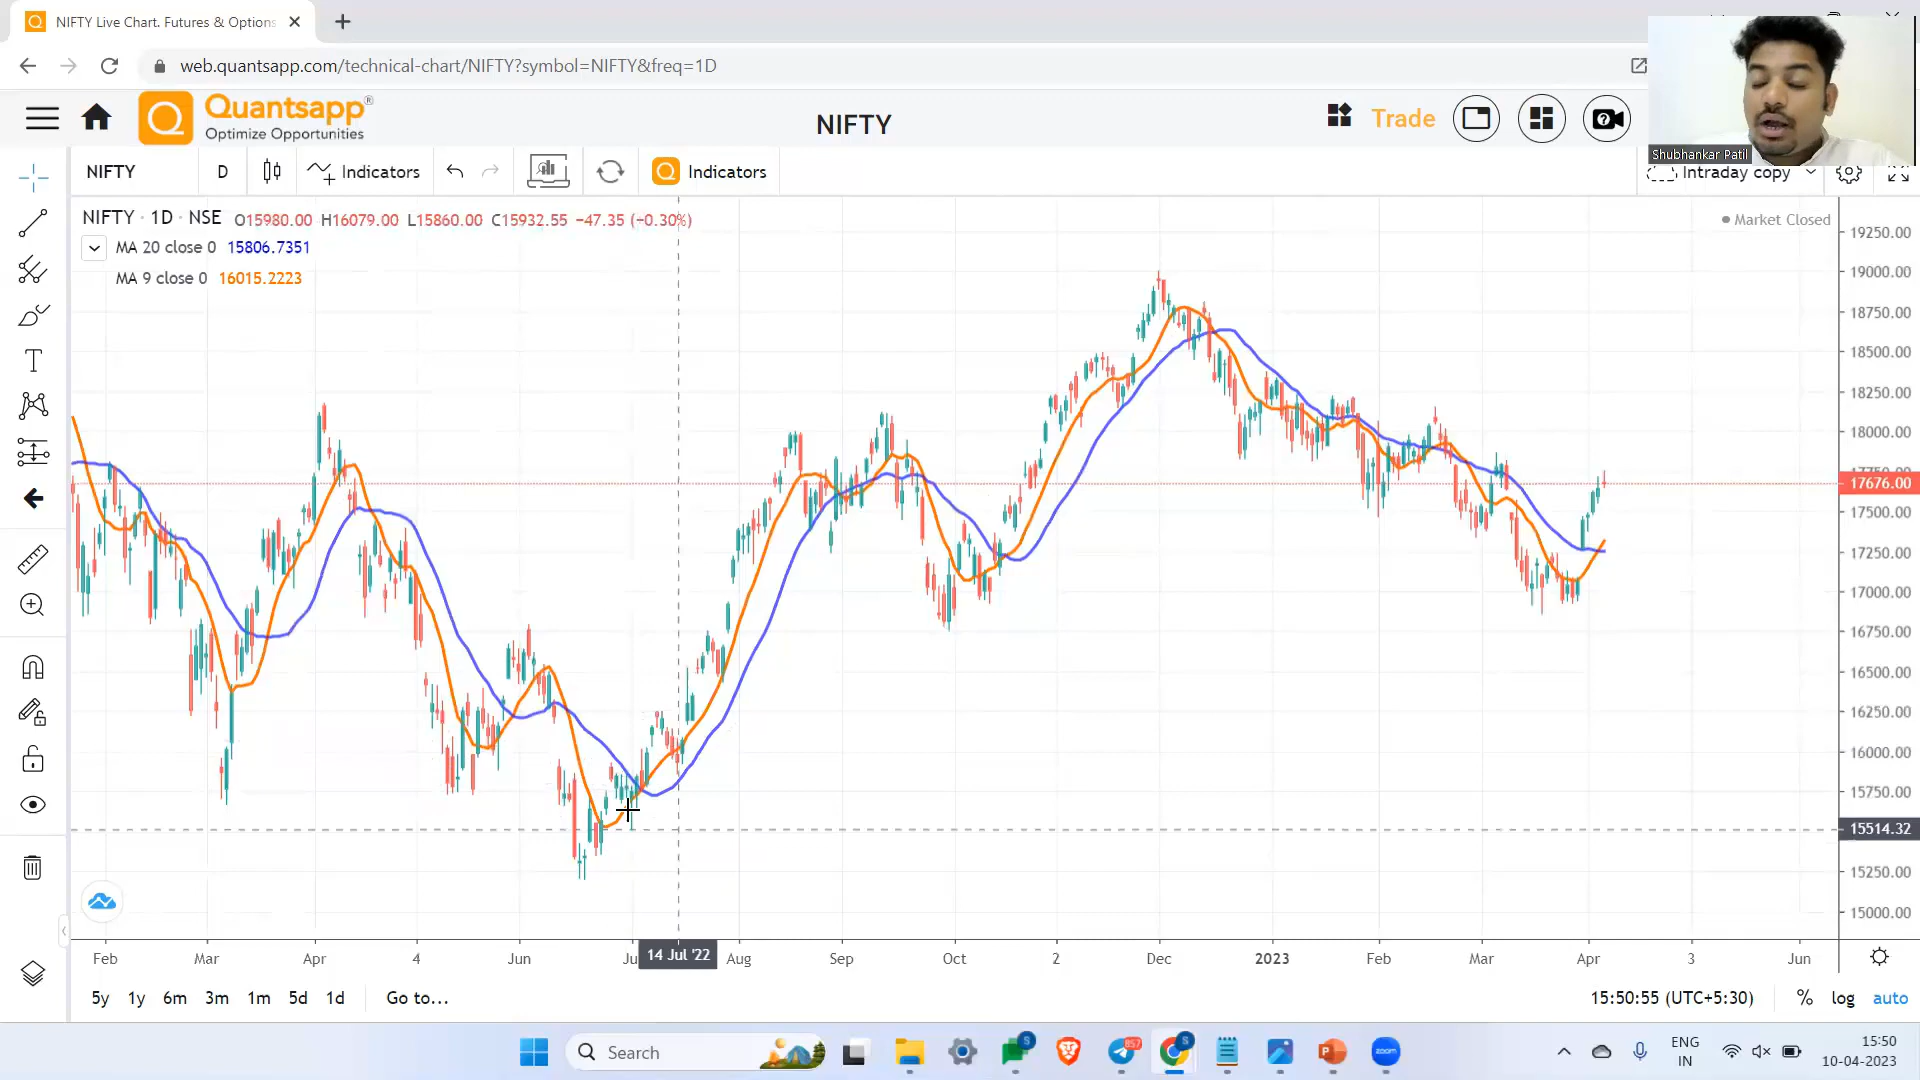 NIFTY Live Chart. Futures & Options
web.quantsapp.com/technical-chart/NIFTY?symbol=NIFTY&freq=1D
Quantsapp®
Optimize Opportunities
NIFTY
Trade
Shubhankar Patil
NIFTY D Indicators Indicators Intraday copy
NIFTY · 1D · NSE O15980.00 H16079.00 L15860.00 C15932.55 −47.35 (−0.30%)
Market Closed
MA 20 close 0 15806.7351
MA 9 close 0 16015.2223
19250.00
19000.00
18750.00
18500.00
18250.00
18000.00
17750.00
17676.00
17500.00
17250.00
17000.00
16750.00
16500.00
16250.00
16000.00
15750.00
15514.32
15250.00
15000.00
Feb Mar Apr 4 Jun Ju 14 Jul '22 Aug Sep Oct 2 Dec 2023 Feb Mar Apr 3 Jun
5y 1y 6m 3m 1m 5d 1d Go to... 15:50:55 (UTC+5:30) % log auto
Search
857
S
S
zoom
ENG
IN
15:50
10-04-2023